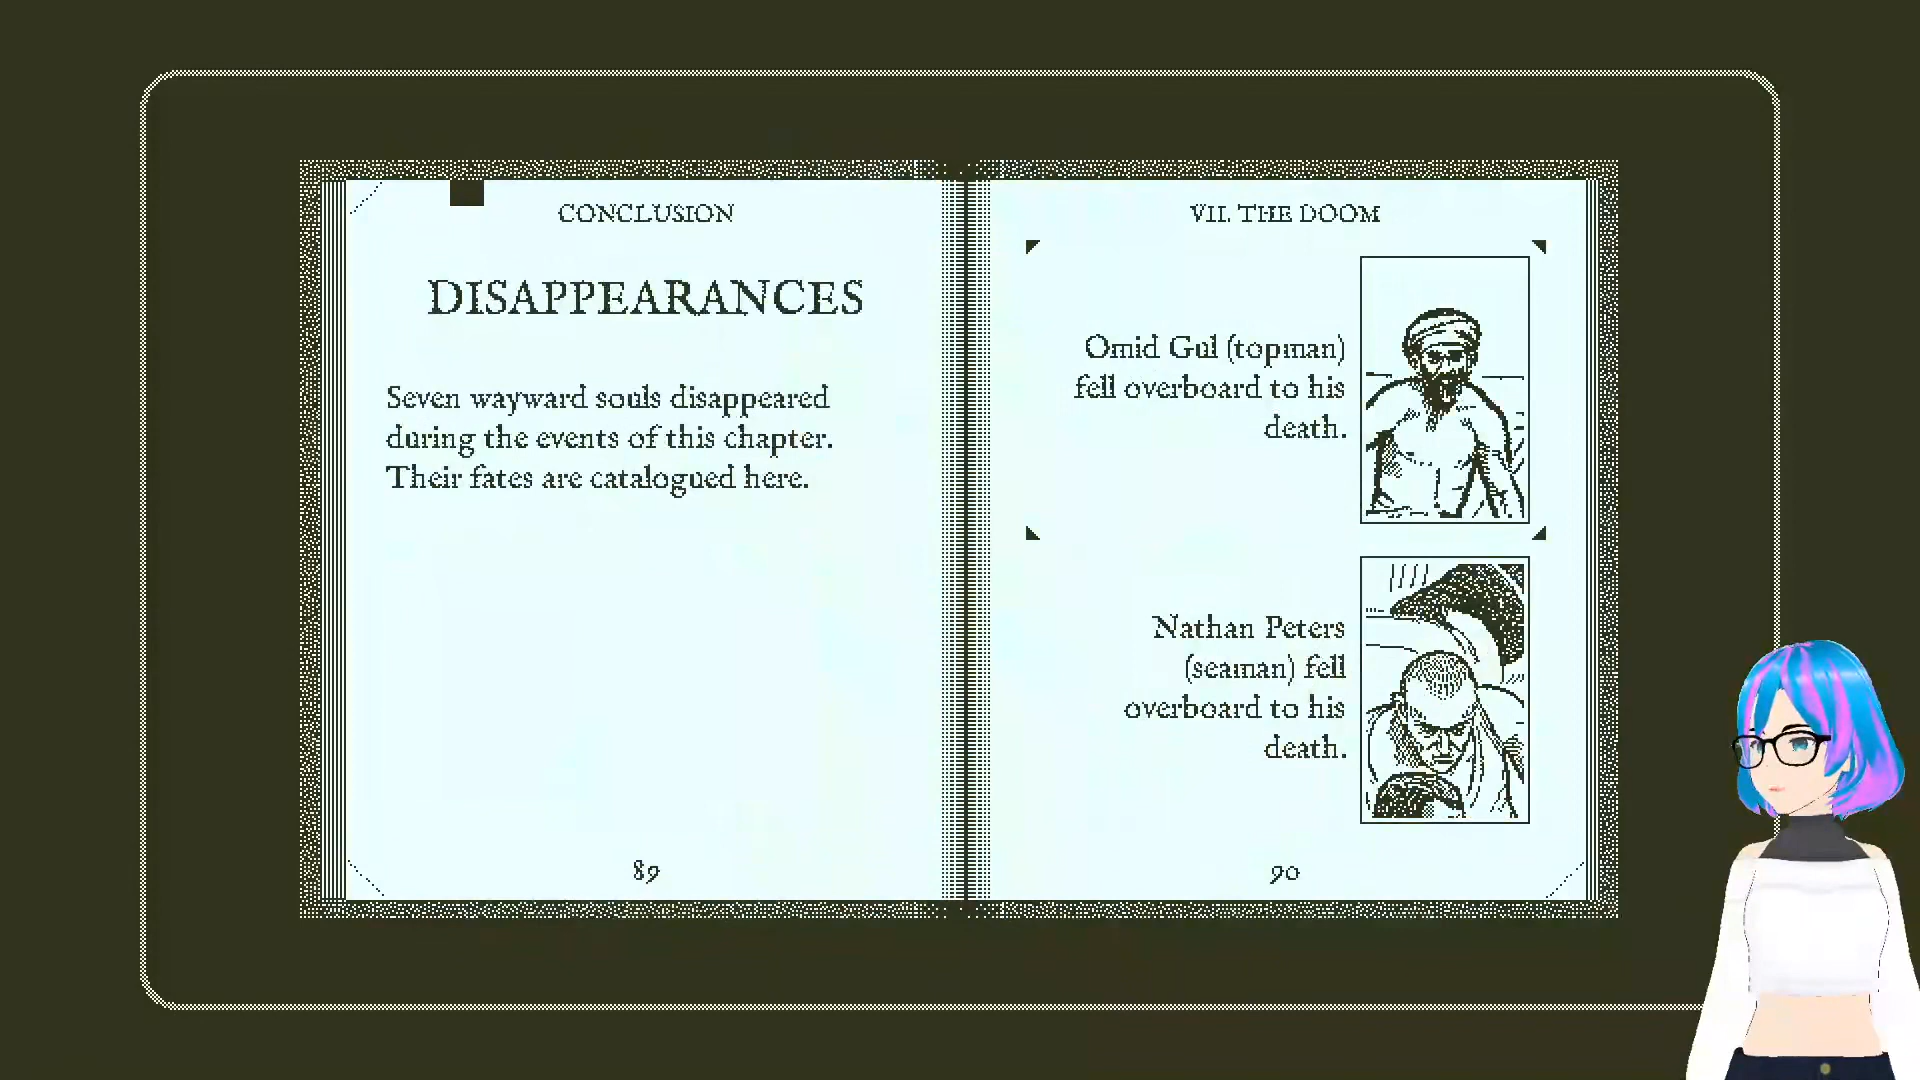 CONCLUSION
DISAPPEARANCES
Seven wayward souls disappeared
during the events of this chapter.
Their fates are catalogued here.
89
VII. THE DOOM
Omid Gul (topman)
fell overboard to his
death.
Nathan Peters
(seaman) fell
overboard to his
death.
90